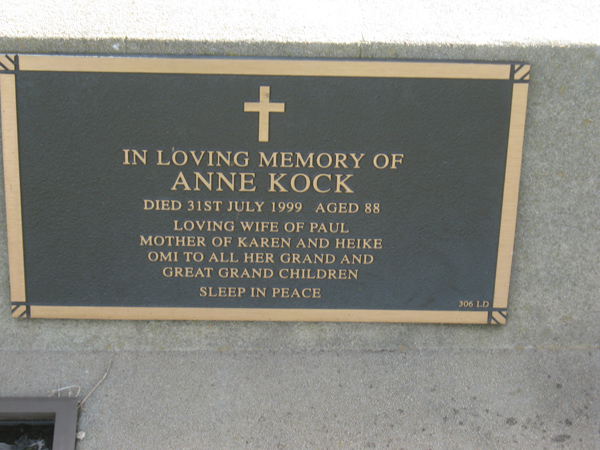 IN LOVING MEMORY OF
ANNE KOCK
DIED 31ST JULY 1999 AGED 88
LOVING WIFE OF PAUL
MOTHER OF KAREN AND HEIKE
OMI TO ALL HER GRAND AND
GREAT GRAND CHILDREN
SLEEP IN PEACE
306 LD